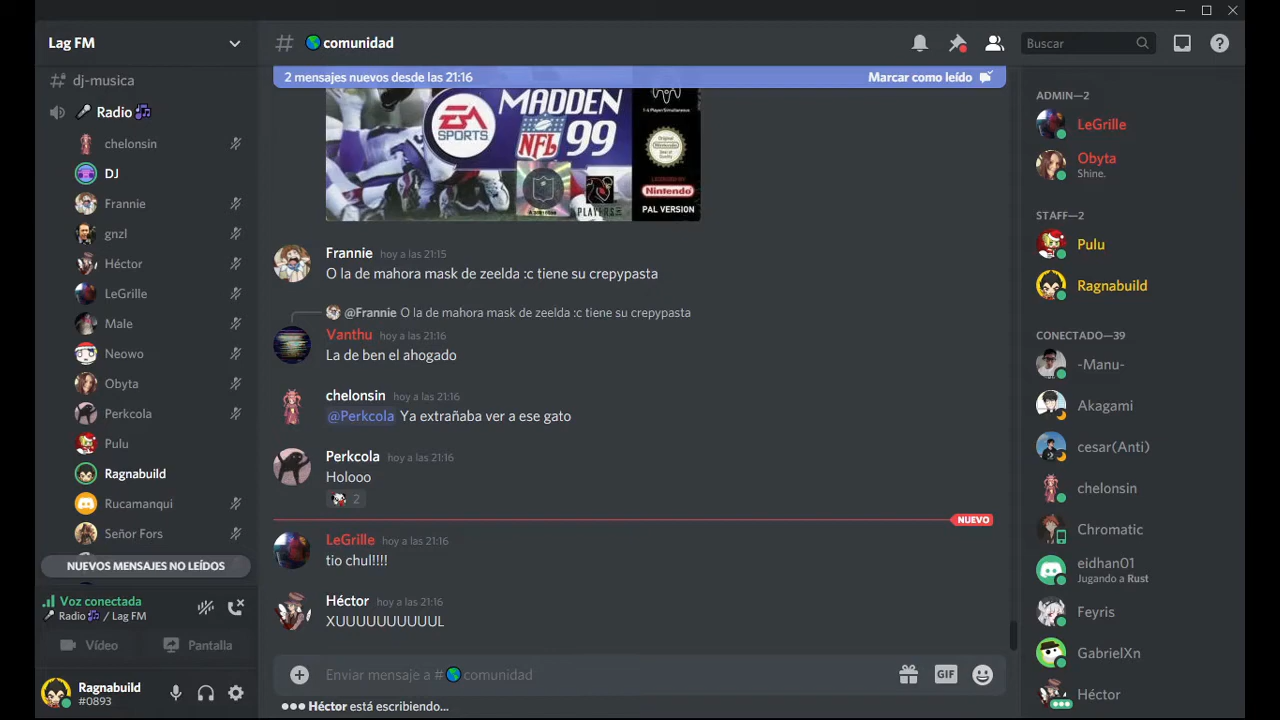 Lag FM
dj-musica
Radio
chelonsin
DJ
Frannie
gnzl
Héctor
LeGrille
Male
Neowo
Obyta
Perkcola
Pulu
Ragnabuild
Rucamanqui
Señor Fors
NUEVOS MENSAJES NO LEÍDOS
Voz conectada
Radio / Lag FM
Vídeo
Pantalla
Ragnabuild
#0893
# comunidad
2 mensajes nuevos desde las 21:16
Marcar como leído
EA SPORTS
MADDEN
NFL 99
PLAYERS
Original
Nintendo
PAL VERSION
Frannie hoy a las 21:15
O la de mahora mask de zeelda :c tiene su crepypasta
@Frannie O la de mahora mask de zeelda :c tiene su crepypasta
Vanthu hoy a las 21:16
La de ben el ahogado
chelonsin hoy a las 21:16
@Perkcola Ya extrañaba ver a ese gato
Perkcola hoy a las 21:16
Holooo
2
NUEVO
LeGrille hoy a las 21:16
tio chul!!!!
Héctor hoy a las 21:16
XUUUUUUUUUUL
Enviar mensaje a # comunidad
GIF
Héctor está escribiendo...
Buscar
ADMIN—2
LeGrille
Obyta
Shine.
STAFF—2
Pulu
Ragnabuild
CONECTADO—39
-Manu-
Akagami
cesar(Anti)
chelonsin
Chromatic
eidhan01
Jugando a Rust
Feyris
GabrielXn
Héctor